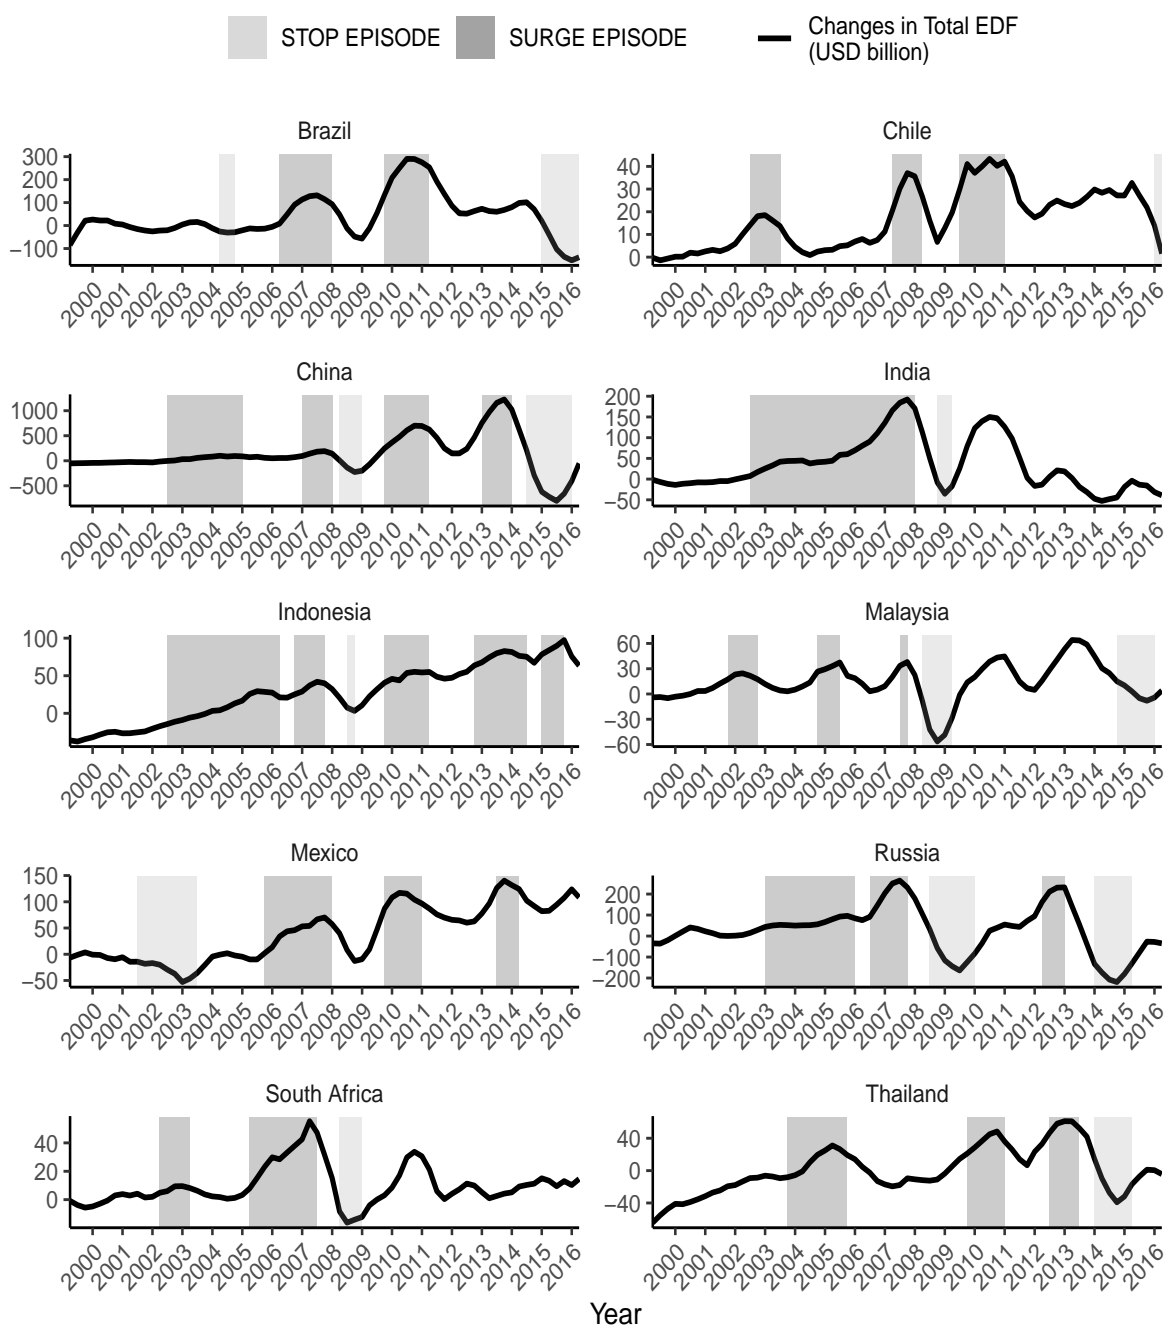 STOP EPISODE SURGE EPISODE Changes in Total EDF
(USD billion)
Brazil
300
200
100
0
−100
2000 2001 2002 2003 2004 2005 2006 2007 2008 2009 2010 2011 2012 2013 2014 2015 2016
Chile
40
30
20
10
0
2000 2001 2002 2003 2004 2005 2006 2007 2008 2009 2010 2011 2012 2013 2014 2015 2016
China
1000
500
0
−500
2000 2001 2002 2003 2004 2005 2006 2007 2008 2009 2010 2011 2012 2013 2014 2015 2016
India
200
150
100
50
0
−50
2000 2001 2002 2003 2004 2005 2006 2007 2008 2009 2010 2011 2012 2013 2014 2015 2016
Indonesia
100
50
0
2000 2001 2002 2003 2004 2005 2006 2007 2008 2009 2010 2011 2012 2013 2014 2015 2016
Malaysia
60
30
0
−30
−60
2000 2001 2002 2003 2004 2005 2006 2007 2008 2009 2010 2011 2012 2013 2014 2015 2016
Mexico
150
100
50
0
−50
2000 2001 2002 2003 2004 2005 2006 2007 2008 2009 2010 2011 2012 2013 2014 2015 2016
Russia
200
100
0
−100
−200
2000 2001 2002 2003 2004 2005 2006 2007 2008 2009 2010 2011 2012 2013 2014 2015 2016
South Africa
40
20
0
2000 2001 2002 2003 2004 2005 2006 2007 2008 2009 2010 2011 2012 2013 2014 2015 2016
Thailand
40
0
−40
2000 2001 2002 2003 2004 2005 2006 2007 2008 2009 2010 2011 2012 2013 2014 2015 2016
Year